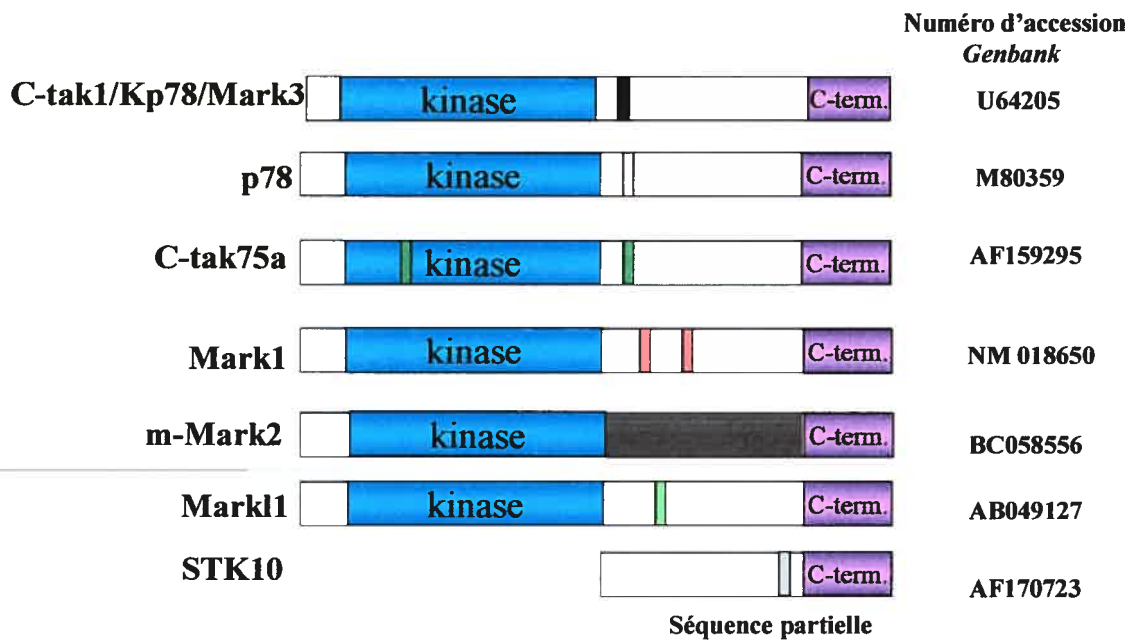 Numéro d'accession
Genbank
C-tak1/Kp78/Mark3 kinase C-term. U64205
p78 kinase C-term. M80359
C-tak75a kinase C-term. AF159295
Mark1 kinase C-term. NM 018650
m-Mark2 kinase C-term. BC058556
Markl1 kinase C-term. AB049127
STK10 C-term. AF170723
Séquence partielle